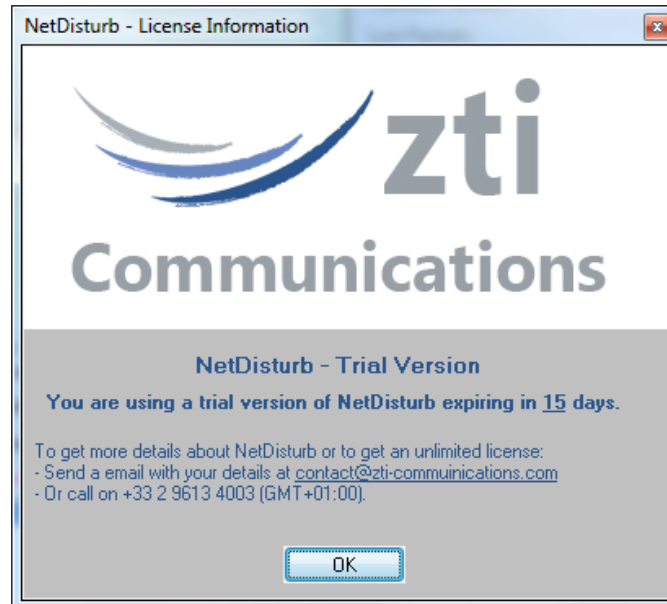 NetDisturb - License Information
zti
Communications
NetDisturb - Trial Version
You are using a trial version of NetDisturb expiring in 15 days.
To get more details about NetDisturb or to get an unlimited license:
- Send a email with your details at contact@zti-commuinications.com
- Or call on +33 2 9613 4003 (GMT+01:00).
OK